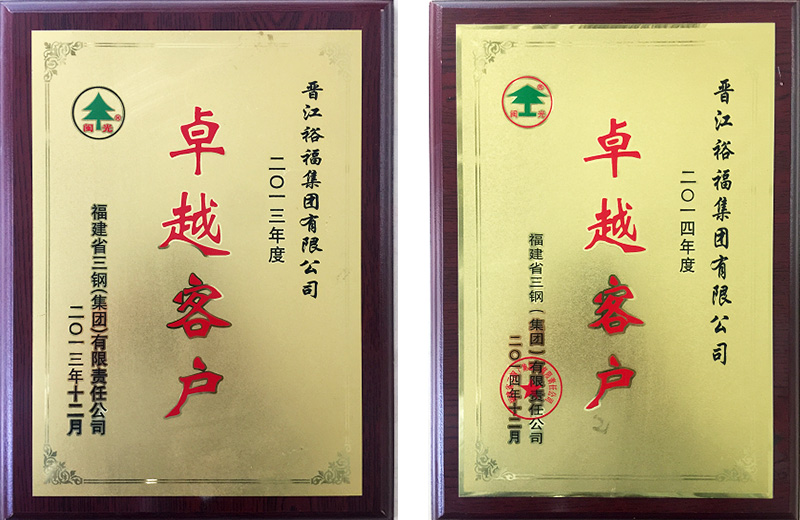 晋江裕福集团有限公司
二〇一三年度
卓越客户
福建省三钢(集团)有限责任公司
二〇一三年十二月
闽光®
晋江裕福集团有限公司
二〇一四年度
卓越客户
福建省三钢(集团)有限责任公司
二〇一四年十二月
闽光®